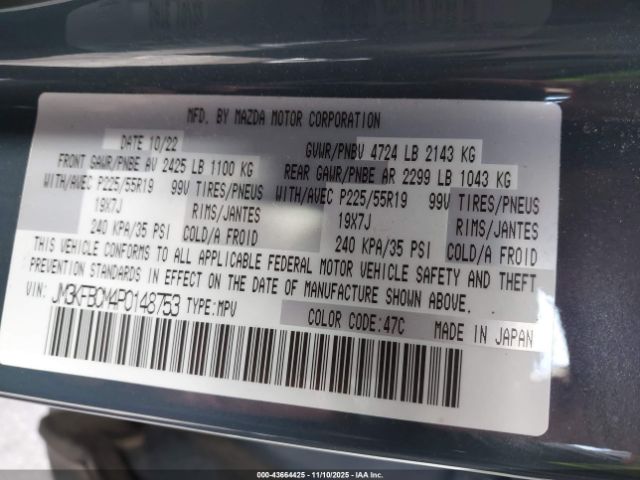 MFD. BY MAZDA MOTOR CORPORATION
DATE 10/22 GVWR/PNBV 4724 LB 2143 KG
FRONT GAWR/PNBE AV 2425 LB 1100 KG REAR GAWR/PNBE AR 2299 LB 1043 KG
WITH/AVEC P225/55R19 99V TIRES/PNEUS WITH/AVEC P225/55R19 99V TIRES/PNEUS
19X7J RIMS/JANTES 19X7J RIMS/JANTES
240 KPA/35 PSI COLD/A FROID 240 KPA/35 PSI COLD/A FROID
THIS VEHICLE CONFORMS TO ALL APPLICABLE FEDERAL MOTOR VEHICLE SAFETY AND THEFT
PREVENTION STANDARDS IN EFFECT ON THE DATE OF MANUFACTURE SHOWN ABOVE.
VIN: JM3KFBCM4P0148753 TYPE:MPV COLOR CODE:47C MADE IN JAPAN
000-43664425 - 11/10/2025 - IAA Inc.